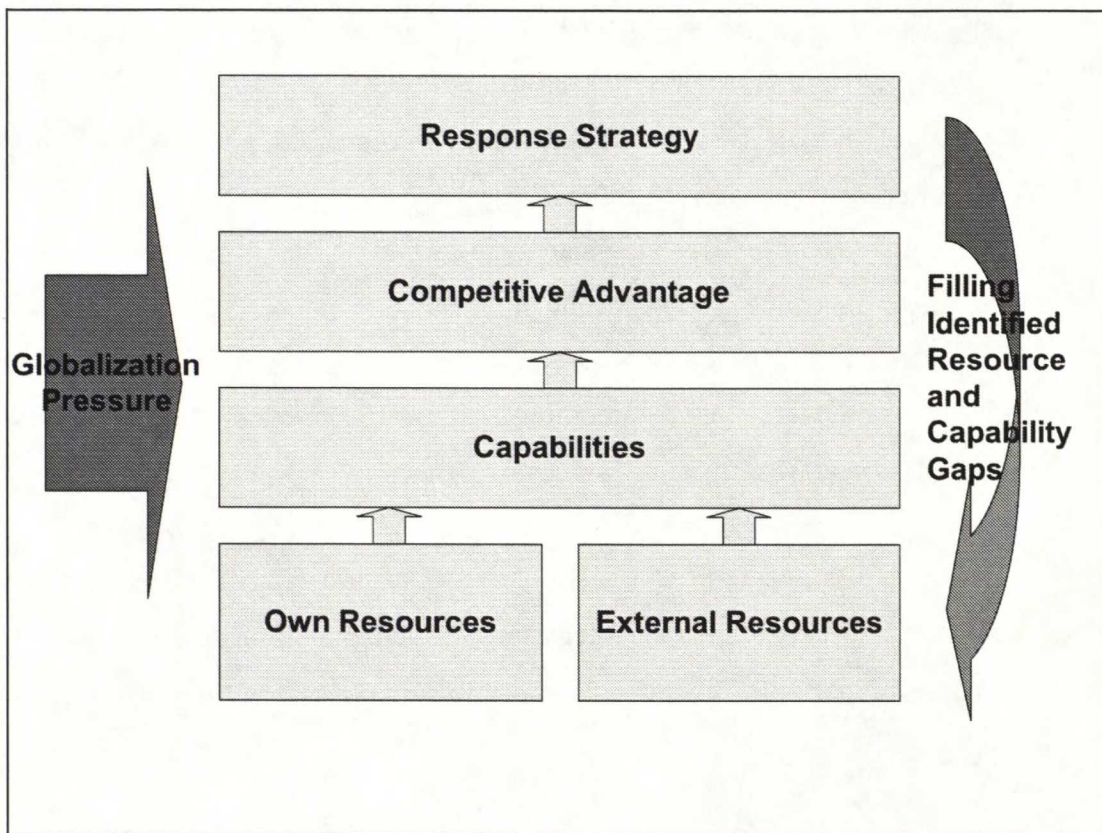 Response Strategy
Competitive Advantage
Globalization
Pressure
Filling
Identified
Resource
and
Capability
Gaps
Capabilities
Own Resources
External Resources